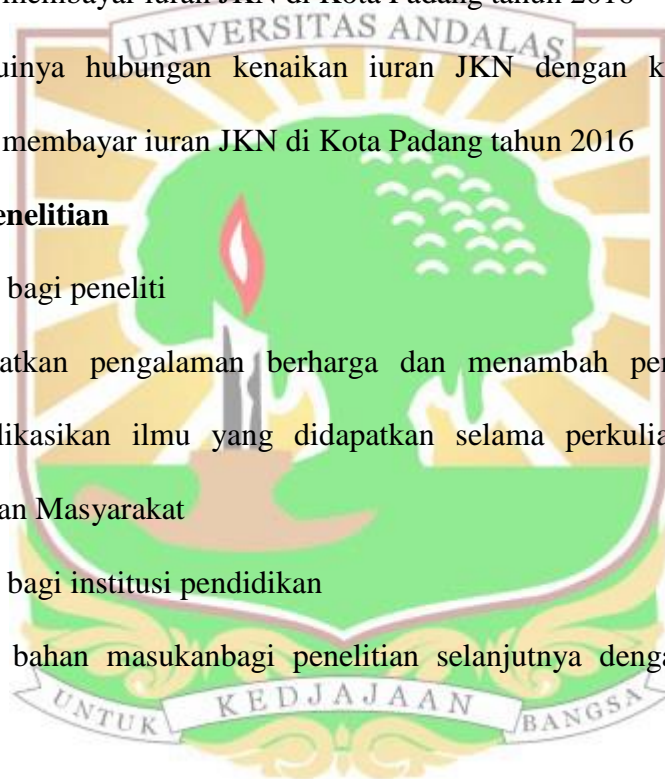 membayar iuran JKN di Kota Padang tahun 2016
UNIVERSITAS ANDALAS
uinya hubungan kenaikan iuran JKN dengan k
membayar iuran JKN di Kota Padang tahun 2016
enelitian
bagi peneliti
atkan pengalaman berharga dan menambah pe
likasikan ilmu yang didapatkan selama perkulia
an Masyarakat
bagi institusi pendidikan
bahan masukanbagi penelitian selanjutnya denga
UNTUK KEDJAJAAN BANGSA